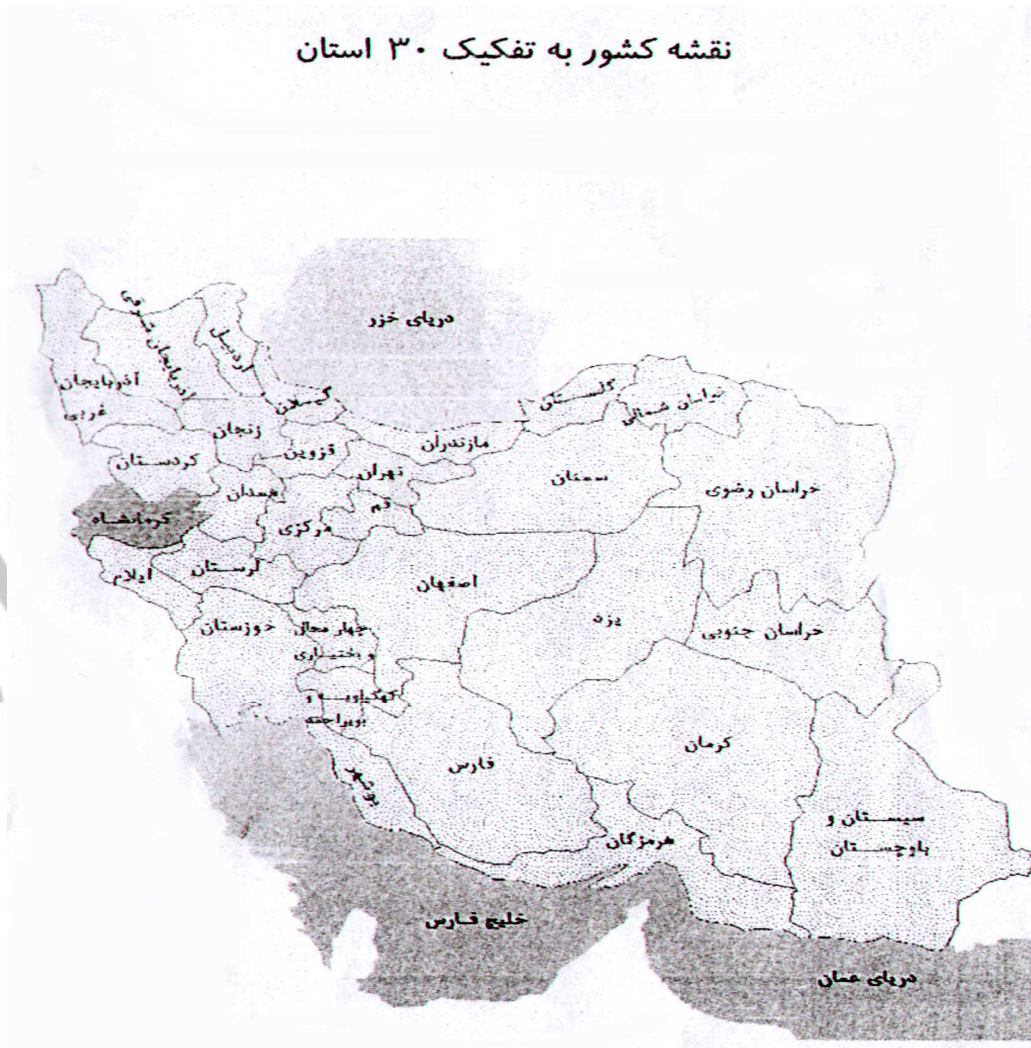 نقشه کشور به تفکیک ۳۰ استان
دریای خزر
آذربایجان شرقی
اردبیل
آذربایجان
غربی
گیلان
گلستان
خراسان شمالی
زنجان
قزوین
مازندران
تهران
سمنان
خراسان رضوی
کردستان
همدان
قم
کرمانشاه
مرکزی
ایلام
لرستان
اصفهان
خوزستان
چهار محال
و بختیاری
یزد
خراسان جنوبی
کهگیلویه و
بویراحمد
بوشهر
فارس
کرمان
سیستان و
بلوچستان
هرمزگان
خلیج فارس
دریای عمان